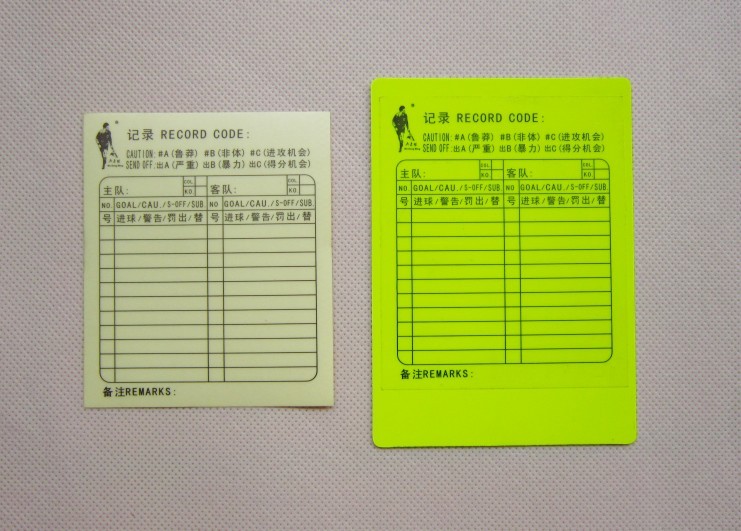 记录 RECORD CODE:
CAUTION: #A(鲁莽) #B(非体) #C(进攻机会)
SEND OFF:出A(严重) 出B(暴力) 出C(得分机会)
主队: COL KO 客队: COL KO
NO. GOAL/CAU./S-OFF/SUB. NO GOAL/CAU./S-OFF/SUB.
号 进球/警告/罚出/替 号 进球/警告/罚出/替
备注REMARKS:
记录 RECORD CODE:
CAUTION: #A(鲁莽) #B(非体) #C(进攻机会)
SEND OFF:出A(严重) 出B(暴力) 出C(得分机会)
主队: COL KO 客队: COL KO
NO. GOAL/CAU./S-OFF/SUB. NO GOAL/CAU./S-OFF/SUB.
号 进球/警告/罚出/替 号 进球/警告/罚出/替
备注REMARKS: